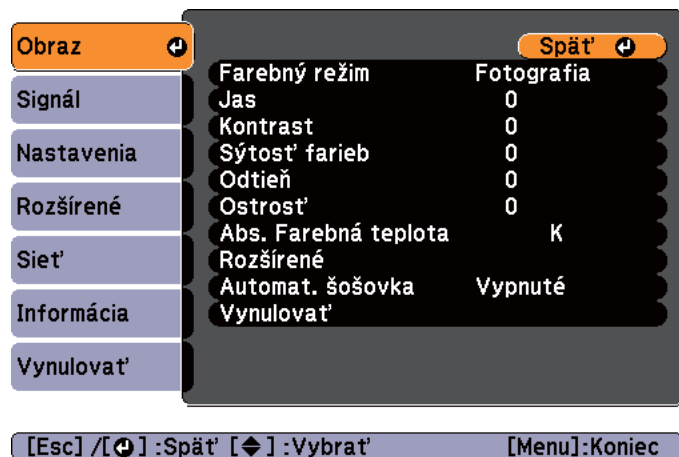 Obraz
Signál
Nastavenia
Rozšírené
Sieť
Informácia
Vynulovať
Späť
Farebný režim Fotografia
Jas 0
Kontrast 0
Sýtosť farieb 0
Odtieň 0
Ostrosť 0
Abs. Farebná teplota K
Rozšírené
Automat. šošovka Vypnuté
Vynulovať
[Esc] /[⏎] :Späť [◆] :Vybrať [Menu]:Koniec